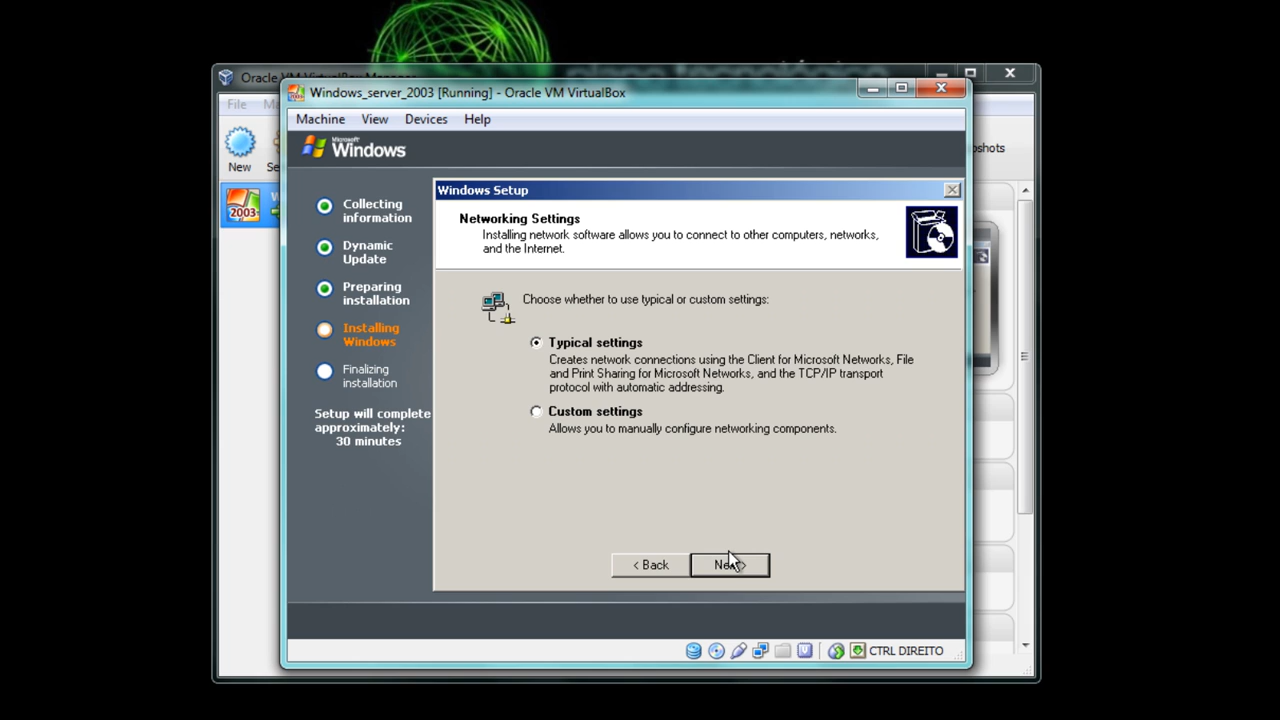 Oracle VM VirtualBox Manager
Windows_server_2003 [Running] - Oracle VM VirtualBox
File
Machine View Devices Help
Microsoft
Windows
New
2003
Windows Setup
Collecting
information
Networking Settings
Installing network software allows you to connect to other computers, networks,
and the Internet.
Dynamic
Update
Preparing
installation
Choose whether to use typical or custom settings:
Installing
Windows
Typical settings
Creates network connections using the Client for Microsoft Networks, File
and Print Sharing for Microsoft Networks, and the TCP/IP transport
protocol with automatic addressing.
Finalizing
installation
Custom settings
Allows you to manually configure networking components.
Setup will complete
approximately:
30 minutes
< Back
Next >
CTRL DIREITO